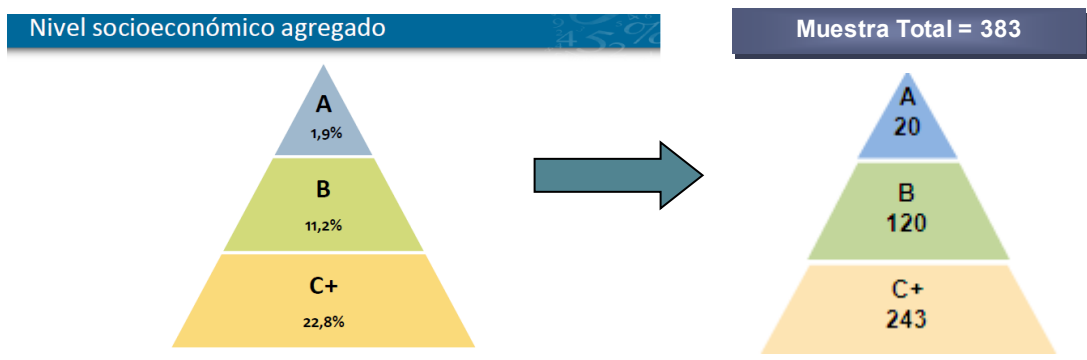 Nivel socioeconómico agregado
A
1,9%
B
11,2%
C+
22,8%
Muestra Total = 383
A
20
B
120
C+
243